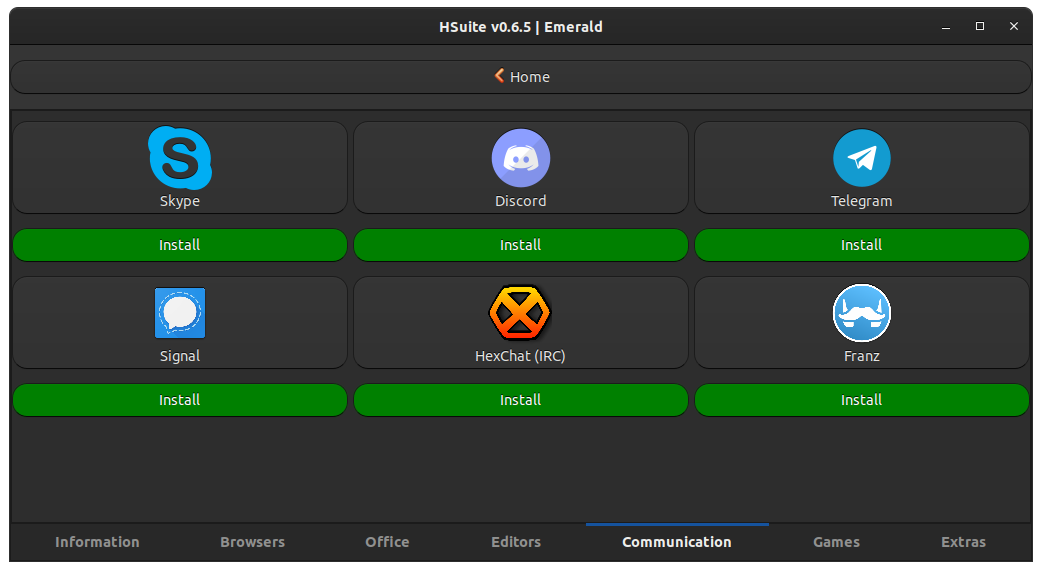 HSuite v0.6.5 | Emerald
Home
Skype Discord Telegram
Install Install Install
Signal HexChat (IRC) Franz
Install Install Install
Information Browsers Office Editors Communication Games Extras